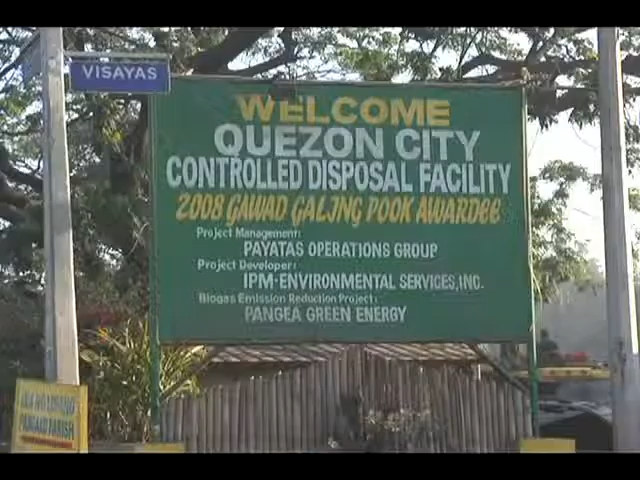 VISAYAS
WELCOME
QUEZON CITY
CONTROLLED DISPOSAL FACILITY
2008 GAWAD GALING POOK AWARDEE
Project Management:
PAYATAS OPERATIONS GROUP
Project Developer:
IPM-ENVIRONMENTAL SERVICES, INC.
Biogas Emission Reduction Project:
PANGEA GREEN ENERGY